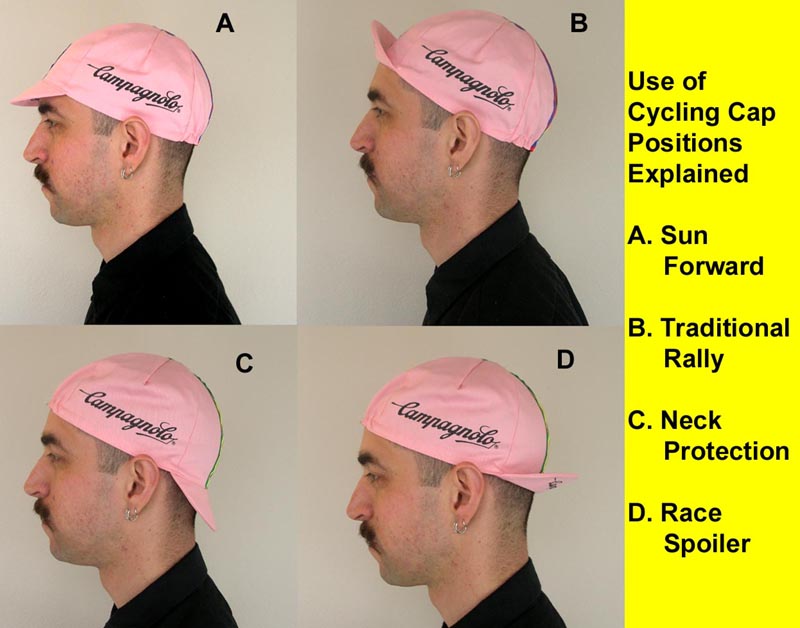 A
B
Campagnolo
Campagnolo
C
D
Campagnolo
Campagnolo
Use of
Cycling Cap
Positions
Explained
A. Sun
Forward
B. Traditional
Rally
C. Neck
Protection
D. Race
Spoiler